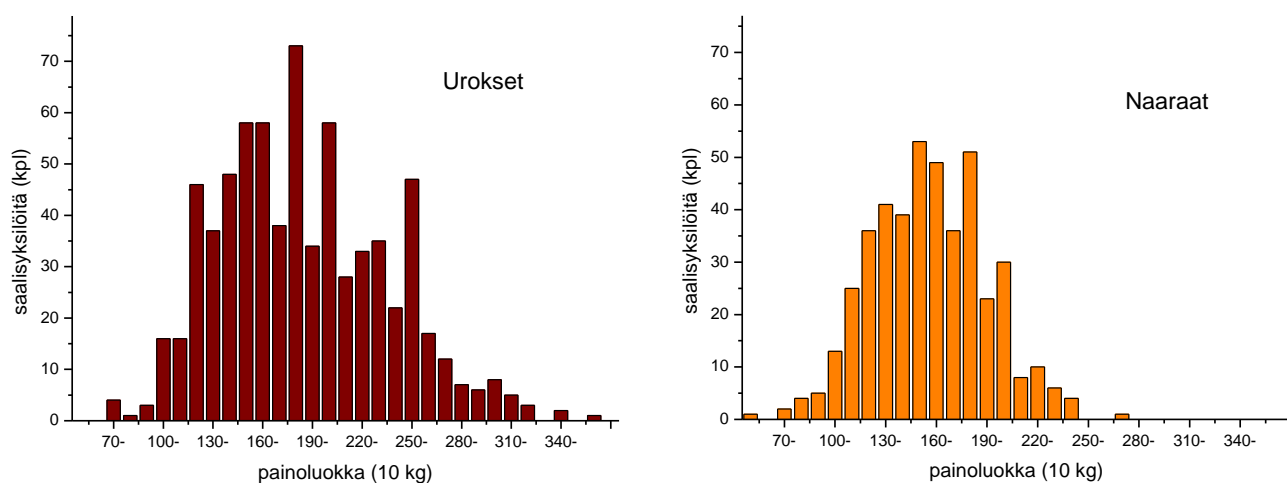 Urokset
saalisyksilöitä (kpl)
70
60
50
40
30
20
10
0
70- 100- 130- 160- 190- 220- 250- 280- 310- 340-
painoluokka (10 kg)
Naaraat
saalisyksilöitä (kpl)
70
60
50
40
30
20
10
0
70- 100- 130- 160- 190- 220- 250- 280- 310- 340-
painoluokka (10 kg)